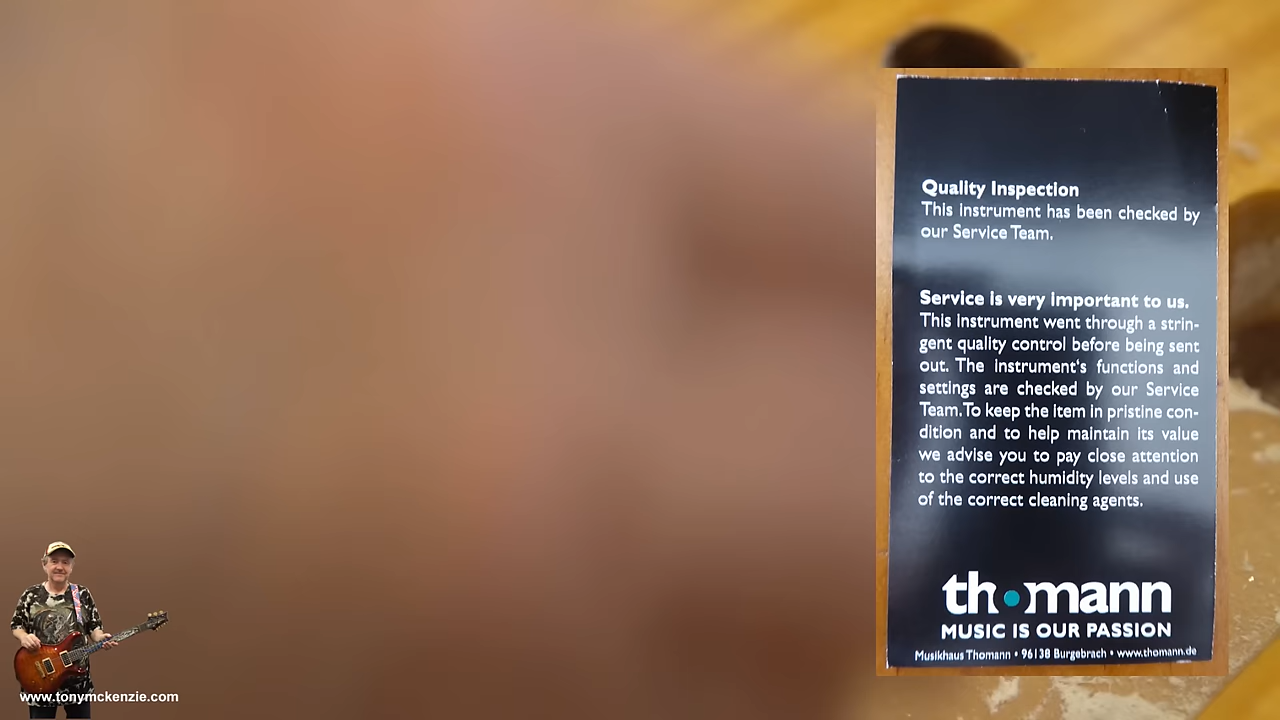 Quality Inspection
This instrument has been checked by
our Service Team.
Service is very important to us.
This instrument went through a strin-
gent quality control before being sent
out. The instrument's functions and
settings are checked by our Service
Team.To keep the item in pristine con-
dition and to help maintain its value
we advise you to pay close attention
to the correct humidity levels and use
of the correct cleaning agents.
thomann
MUSIC IS OUR PASSION
Musikhaus Thomann • 96138 Burgebrach • www.thomann.de
www.tonymckenzie.com